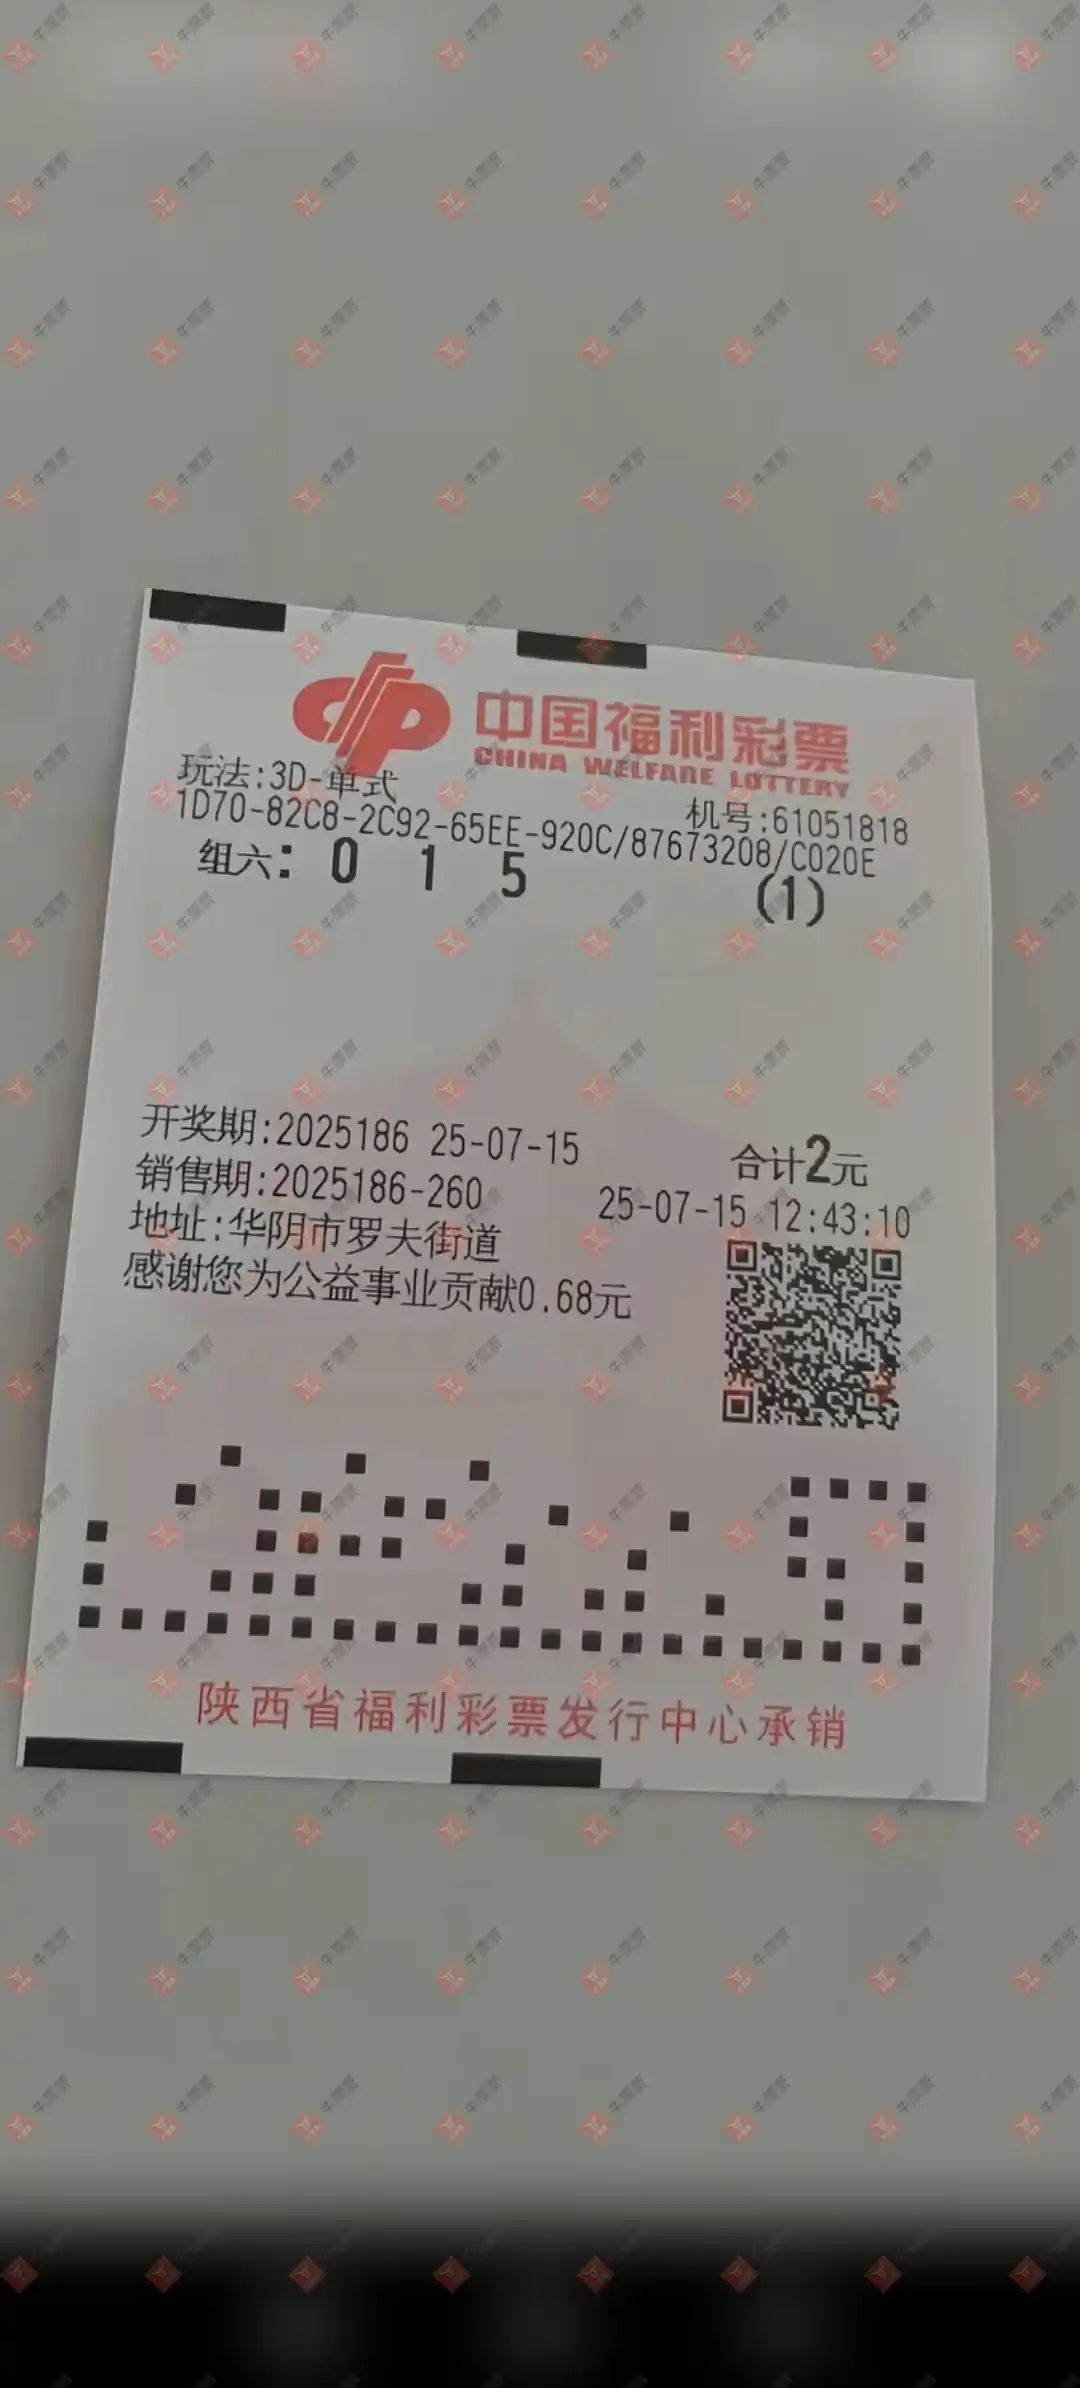 中国福利彩票
CHINA WELFARE LOTTERY
玩法:3D-单式
机号:61051818
1D70-82C8-2C92-65EE-920C/87673208/C020E
组六: 0 1 5 (1)
开奖期:2025186 25-07-15
合计2元
销售期:2025186-260
25-07-15 12:43:10
地址:华阴市罗夫街道
感谢您为公益事业贡献0.68元
陕西省福利彩票发行中心承销